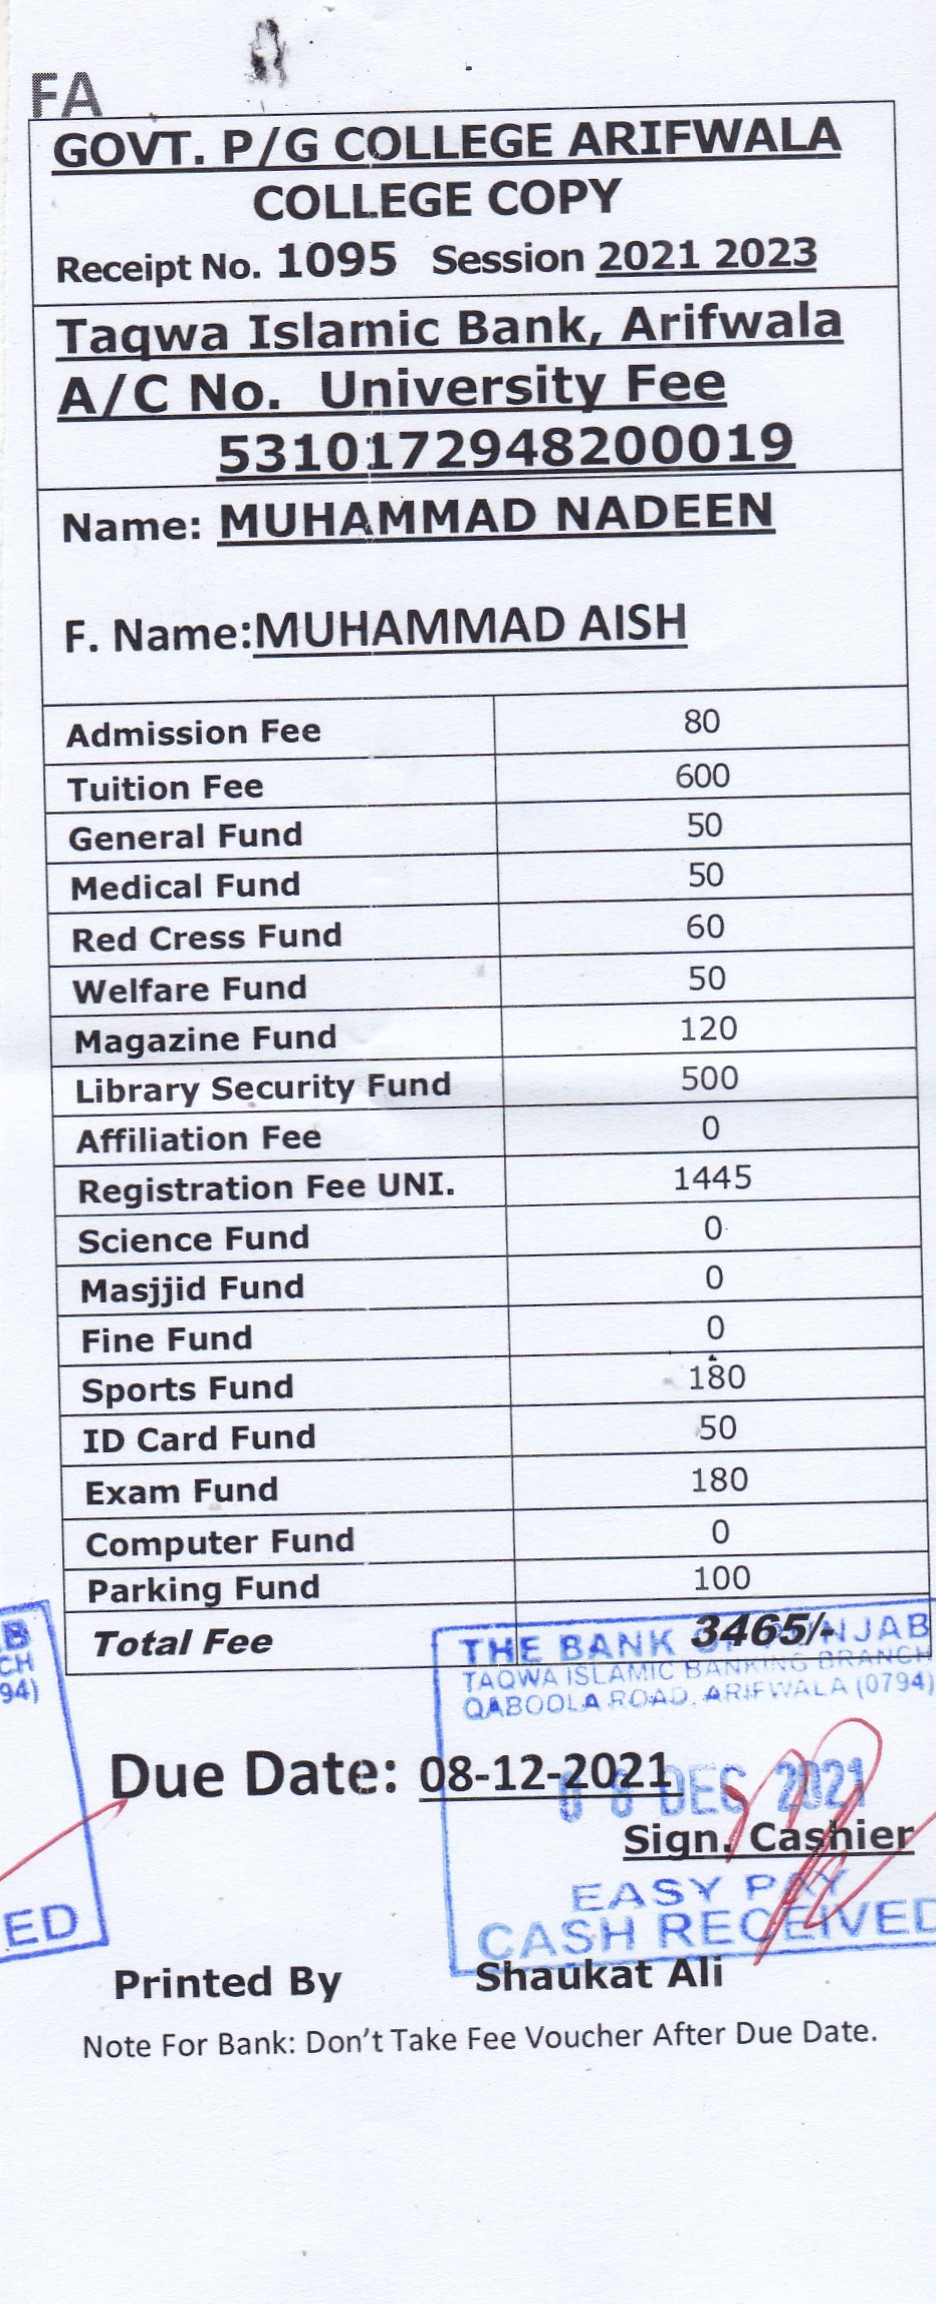 FA
GOVT. P/G COLLEGE ARIFWALA
COLLEGE COPY
Receipt No. 1095 Session 2021 2023
Taqwa Islamic Bank, Arifwala
A/C No. University Fee
5310172948200019
Name: MUHAMMAD NADEEN
F. Name:MUHAMMAD AISH
Admission Fee 80
Tuition Fee 600
General Fund 50
Medical Fund 50
Red Cress Fund 60
Welfare Fund 50
Magazine Fund 120
Library Security Fund 500
Affiliation Fee 0
Registration Fee UNI. 1445
Science Fund 0
Masjjid Fund 0
Fine Fund 0
Sports Fund 180
ID Card Fund 50
Exam Fund 180
Computer Fund 0
Parking Fund 100
Total Fee 3465/-
B
CH
94)
ED
THE BANK OF PUNJAB
TAQWA ISLAMIC BANKING BRANCH
QABOOLA ROAD, ARIFWALA (0794)
Due Date: 08-12-2021
DEC 2021
Sign. Cashier
EASY PAY
CASH RECEIVED
Printed By Shaukat Ali
Note For Bank: Don't Take Fee Voucher After Due Date.